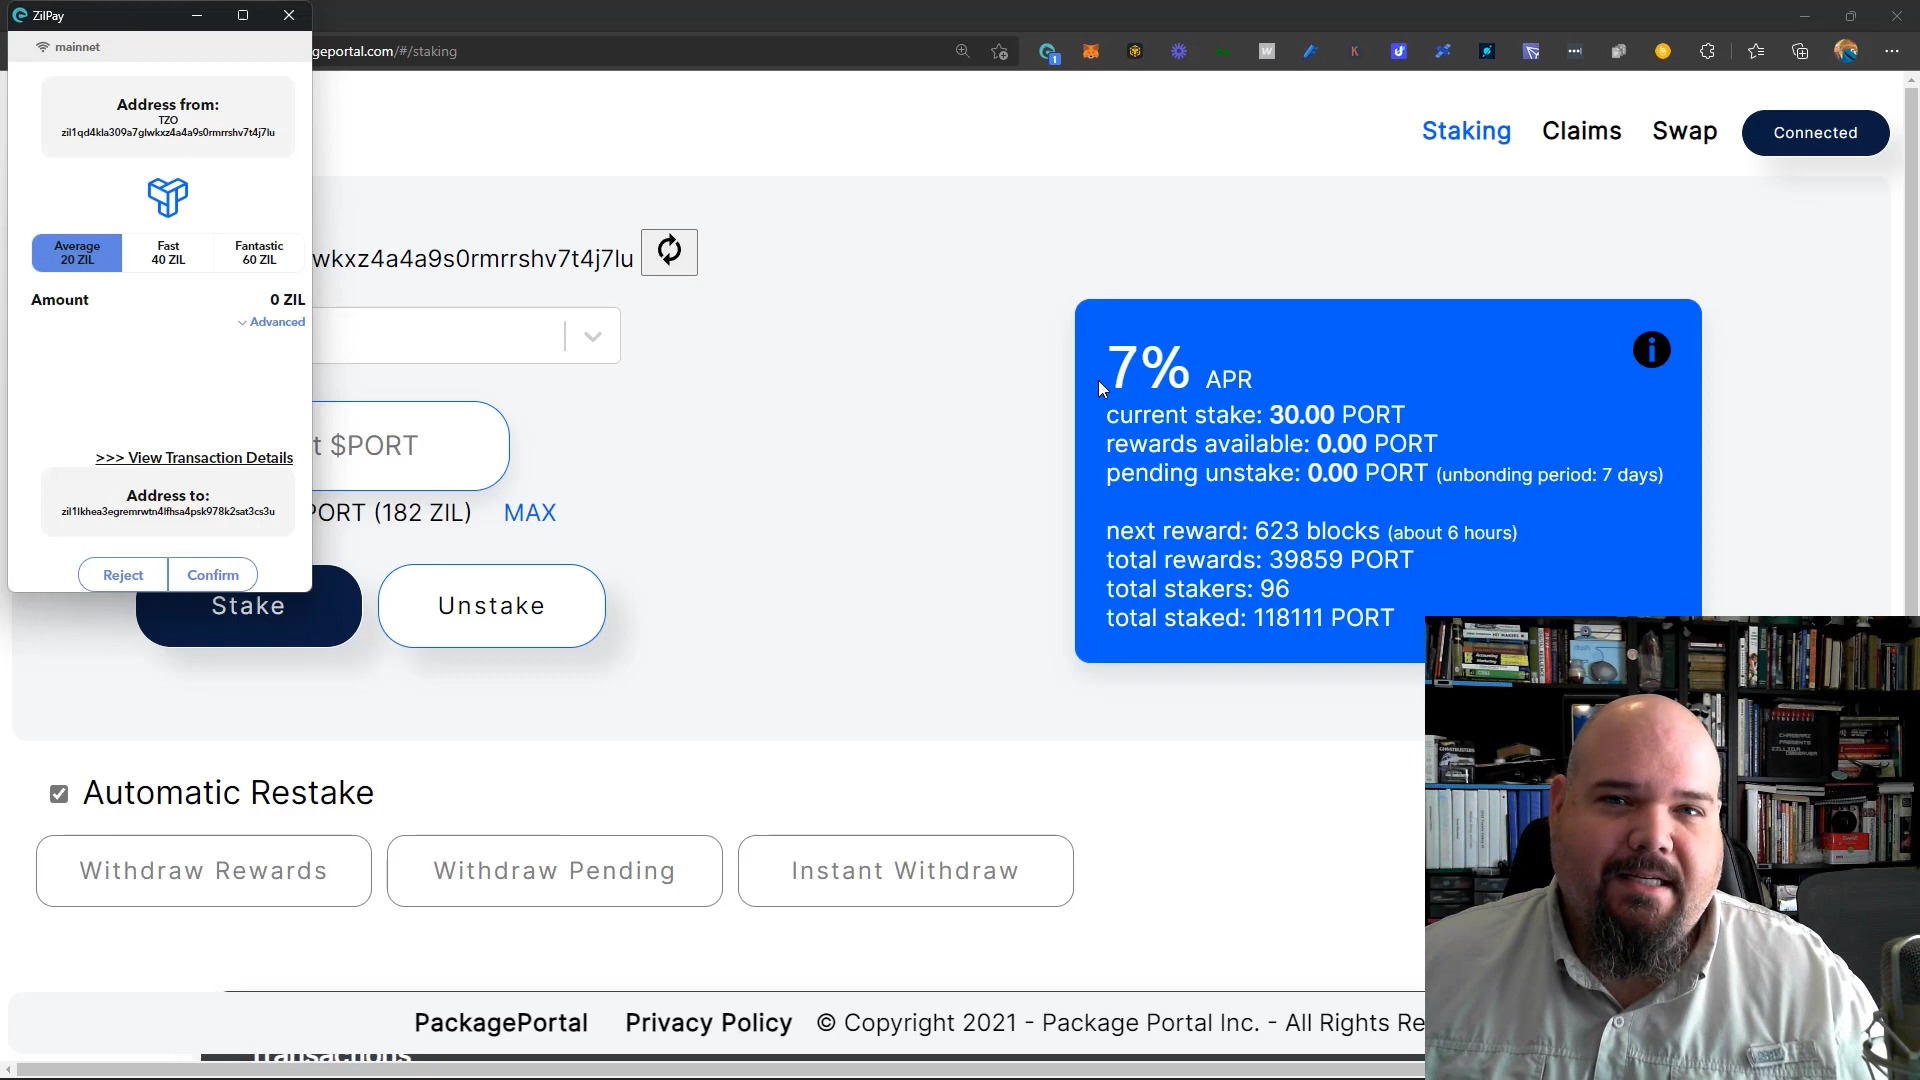 ZilPay
mainnet
geportal.com/#/staking
Address from:
TZO
zil1qd4kla309a7glwkxz4a4a9s0rmrrshv7t4j7lu
Average
20 ZIL
Fast
40 ZIL
Fantastic
60 ZIL
Amount
0 ZIL
Advanced
>>> View Transaction Details
Address to:
zil1lkhea3egremrwtn4lfhsa4psk978k2sat3cs3u
Reject
Confirm
Staking
Claims
Swap
Connected
wkxz4a4a9s0rmrrshv7t4j7lu
t $PORT
PORT (182 ZIL)
MAX
Stake
Unstake
7% APR
current stake: 30.00 PORT
rewards available: 0.00 PORT
pending unstake: 0.00 PORT (unbonding period: 7 days)
next reward: 623 blocks (about 6 hours)
total rewards: 39859 PORT
total stakers: 96
total staked: 118111 PORT
Automatic Restake
Withdraw Rewards
Withdraw Pending
Instant Withdraw
PackagePortal
Privacy Policy
© Copyright 2021 - Package Portal Inc. - All Rights Re
Transactions